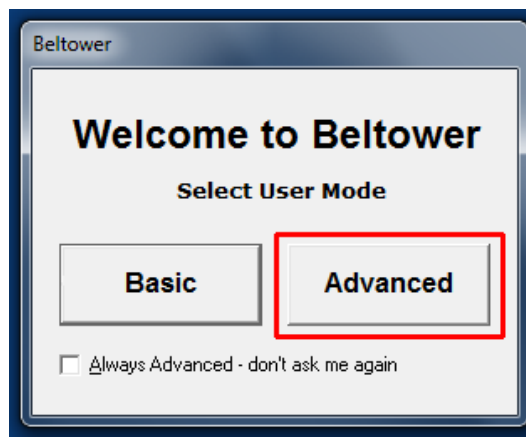 Beltower
Welcome to Beltower
Select User Mode
Basic Advanced
Always Advanced - don't ask me again